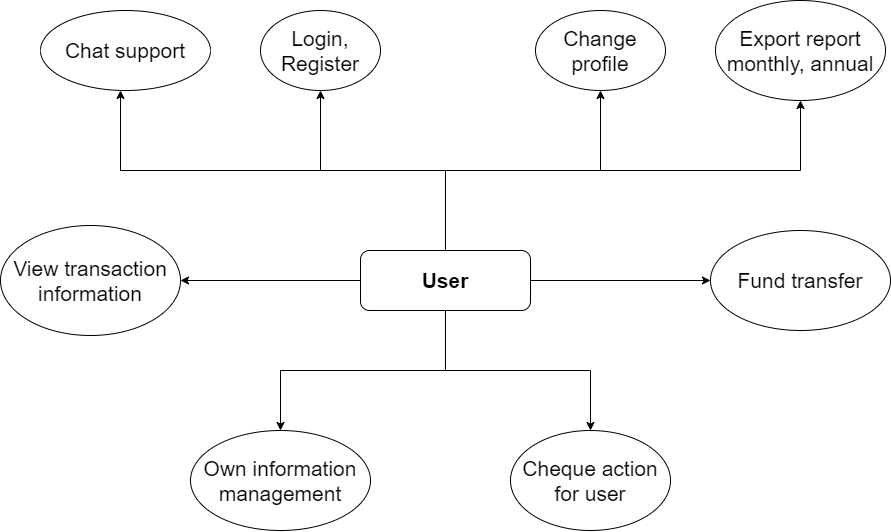 Chat support
Login,
Register
Change
profile
Export report
monthly, annual
View transaction
information
User
Fund transfer
Own information
management
Cheque action
for user